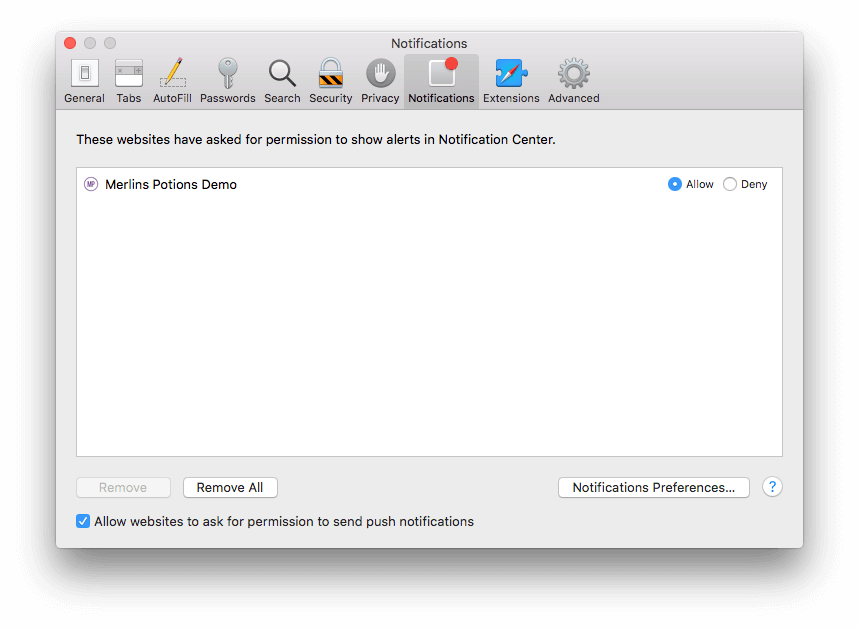 Notifications
General Tabs AutoFill Passwords Search Security Privacy Notifications Extensions Advanced
These websites have asked for permission to show alerts in Notification Center.
MP Merlins Potions Demo Allow Deny
Remove Remove All Notifications Preferences... ?
Allow websites to ask for permission to send push notifications